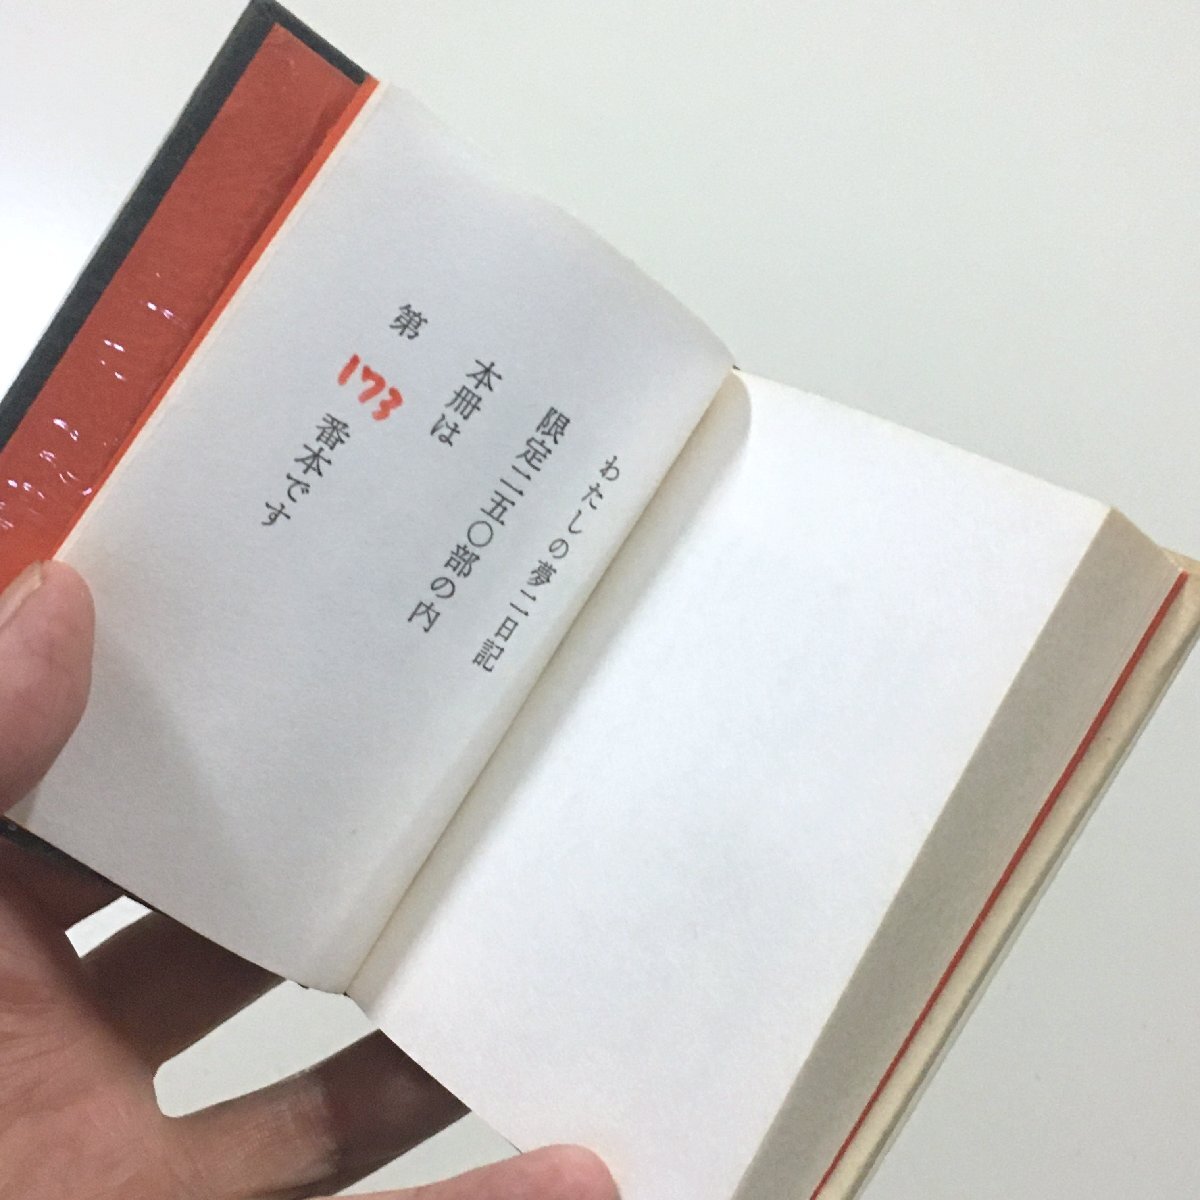 わたしの夢二日記
限定二五〇部の内
本冊は
第 173 番本です